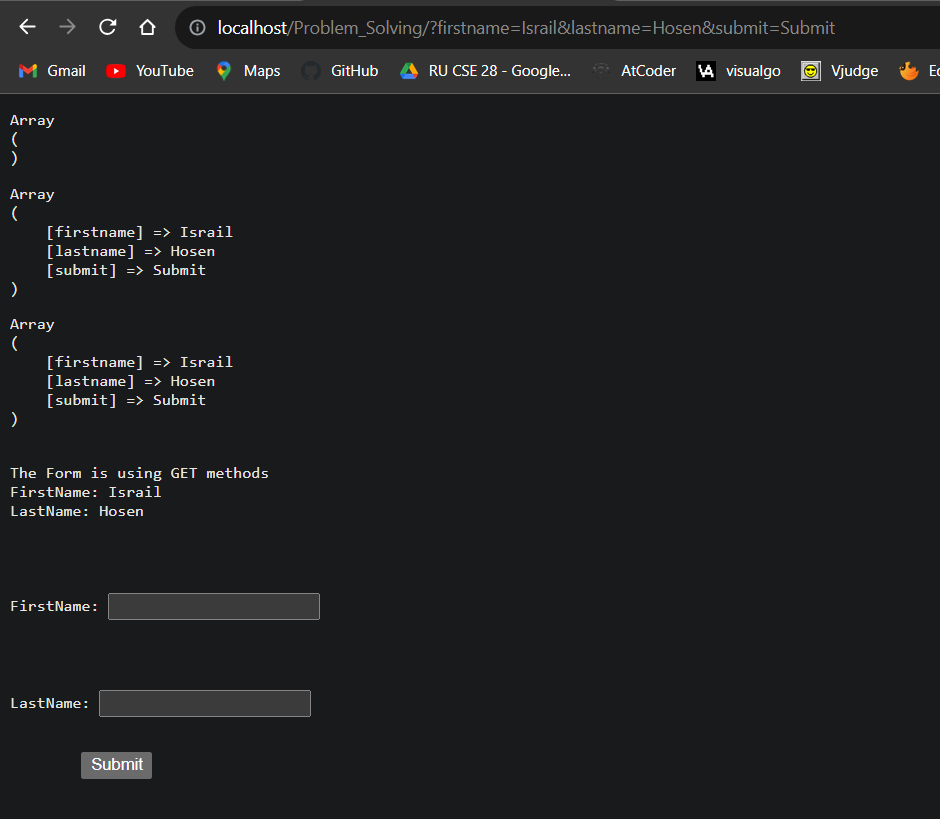 localhost/Problem_Solving/?firstname=Israil&lastname=Hosen&submit=Submit
Gmail YouTube Maps GitHub RU CSE 28 - Google... AtCoder VA visualgo Vjudge
Array
(
)
Array
(
[firstname] => Israil
[lastname] => Hosen
[submit] => Submit
)
Array
(
[firstname] => Israil
[lastname] => Hosen
[submit] => Submit
)
The Form is using GET methods
FirstName: Israil
LastName: Hosen
FirstName:
LastName:
Submit